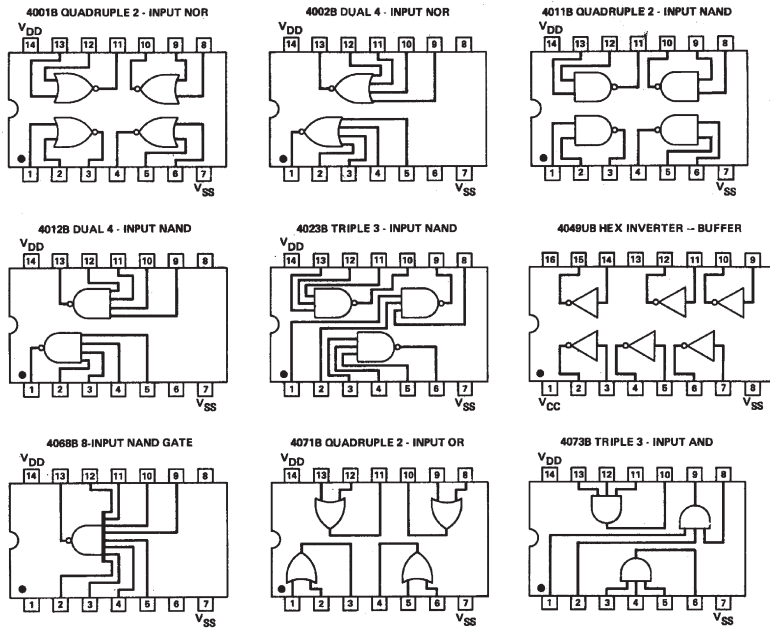 4001B QUADRUPLE 2 - INPUT NOR
VDD
14 13 12 11 10 9 8
1 2 3 4 5 6 7
VSS
4002B DUAL 4 - INPUT NOR
VDD
14 13 12 11 10 9 8
1 2 3 4 5 6 7
VSS
4011B QUADRUPLE 2 - INPUT NAND
VDD
14 13 12 11 10 9 8
1 2 3 4 5 6 7
VSS
4012B DUAL 4 - INPUT NAND
VDD
14 13 12 11 10 9 8
1 2 3 4 5 6 7
VSS
4023B TRIPLE 3 - INPUT NAND
VDD
14 13 12 11 10 9 8
1 2 3 4 5 6 7
VSS
4049UB HEX INVERTER -- BUFFER
16 15 14 13 12 11 10 9
1 2 3 4 5 6 7 8
VCC VSS
4068B 8-INPUT NAND GATE
VDD
14 13 12 11 10 9 8
1 2 3 4 5 6 7
VSS
4071B QUADRUPLE 2 - INPUT OR
VDD
14 13 12 11 10 9 8
1 2 3 4 5 6 7
VSS
4073B TRIPLE 3 - INPUT AND
VDD
14 13 12 11 10 9 8
1 2 3 4 5 6 7
VSS